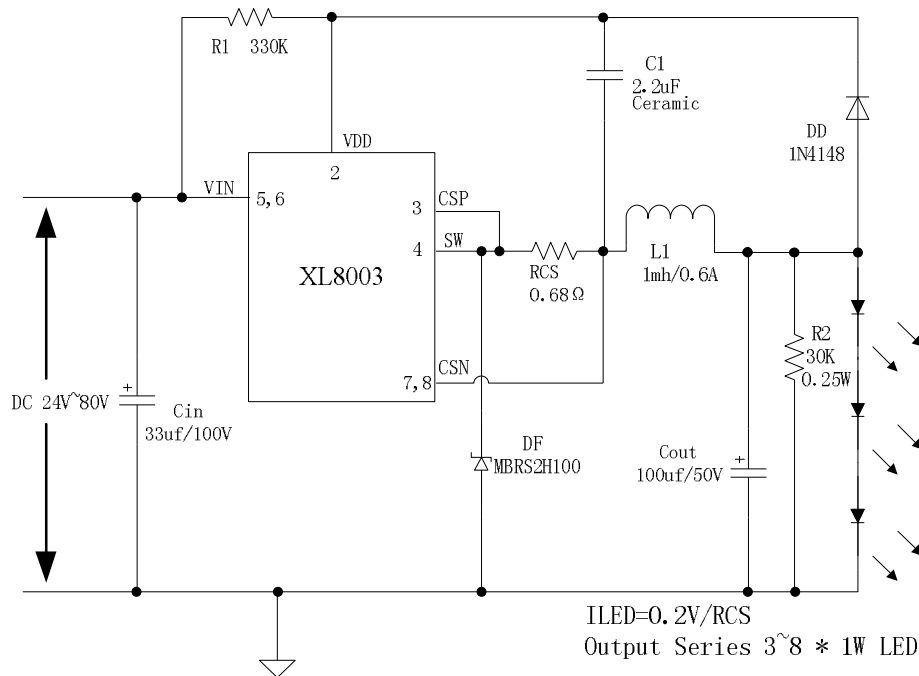 R1 330K
C1
2.2uF
Ceramic
DD
1N4148
VDD
2
VIN
5,6
3
CSP
4
SW
XL8003
RCS
0.68Ω
L1
1mh/0.6A
7,8
CSN
R2
30K
0.25W
DC 24V~80V
+
Cin
33uf/100V
DF
MBRS2H100
+
Cout
100uf/50V
ILED=0.2V/RCS
Output Series 3~8 * 1W LED